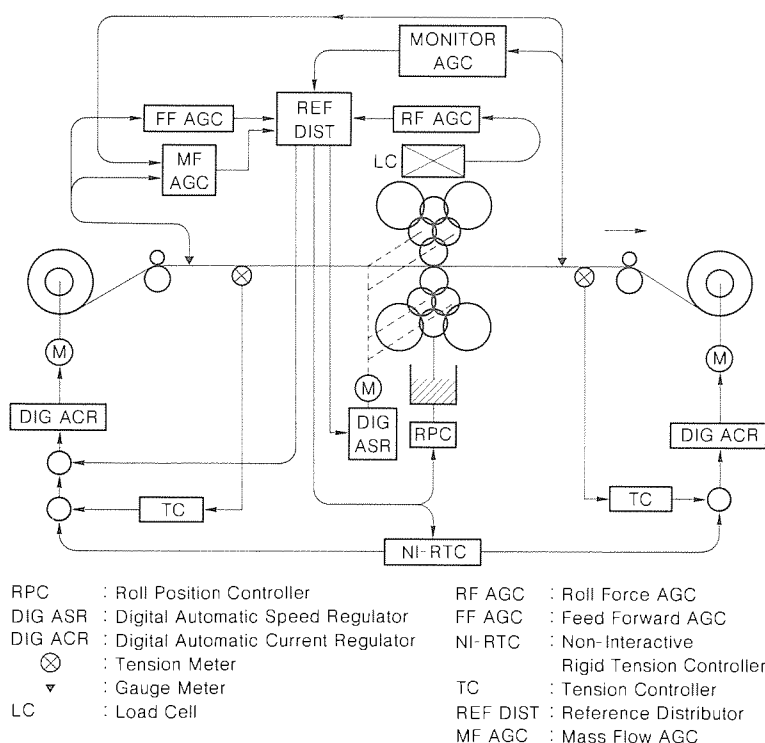 MONITOR
AGC
REF
DIST
FF AGC
RF AGC
MF
AGC
LC
M
M
M
DIG ACR
DIG
ASR
RPC
DIG ACR
TC
TC
NI-RTC
RPC : Roll Position Controller
DIG ASR : Digital Automatic Speed Regulator
DIG ACR : Digital Automatic Current Regulator
: Tension Meter
: Gauge Meter
LC : Load Cell
RF AGC : Roll Force AGC
FF AGC : Feed Forward AGC
NI-RTC : Non-Interactive
Rigid Tension Controller
TC : Tension Controller
REF DIST : Reference Distributor
MF AGC : Mass Flow AGC